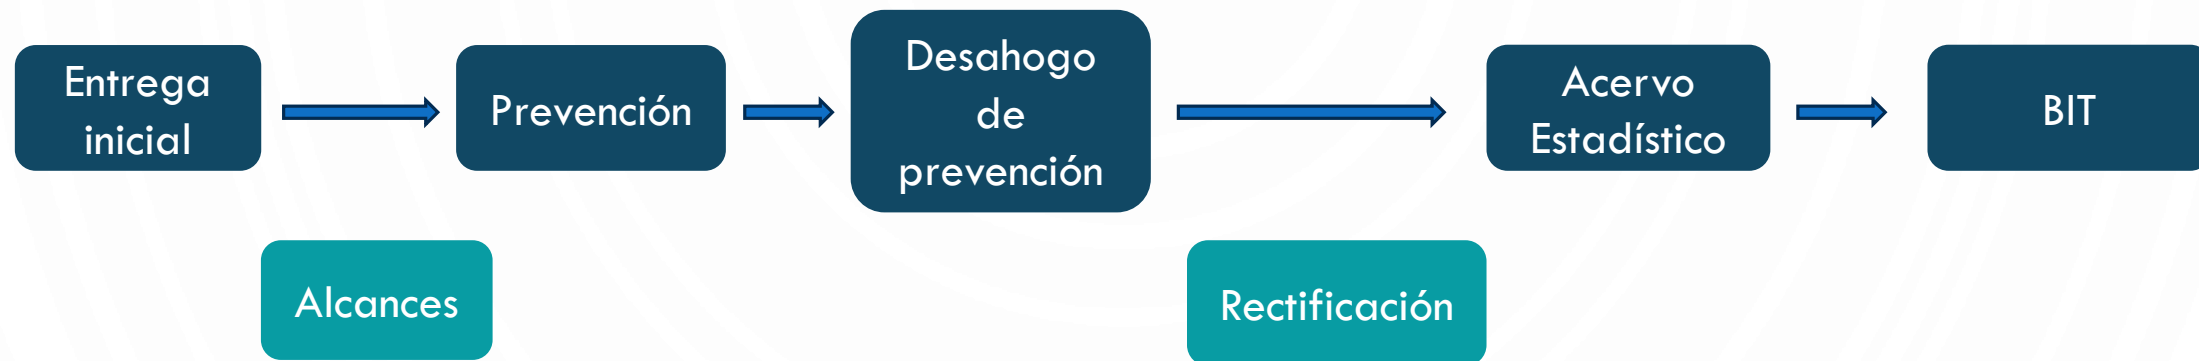 Entrega
inicial
Prevención
Desahogo
de
prevención
Acervo
Estadístico
BIT
Alcances
Rectificación